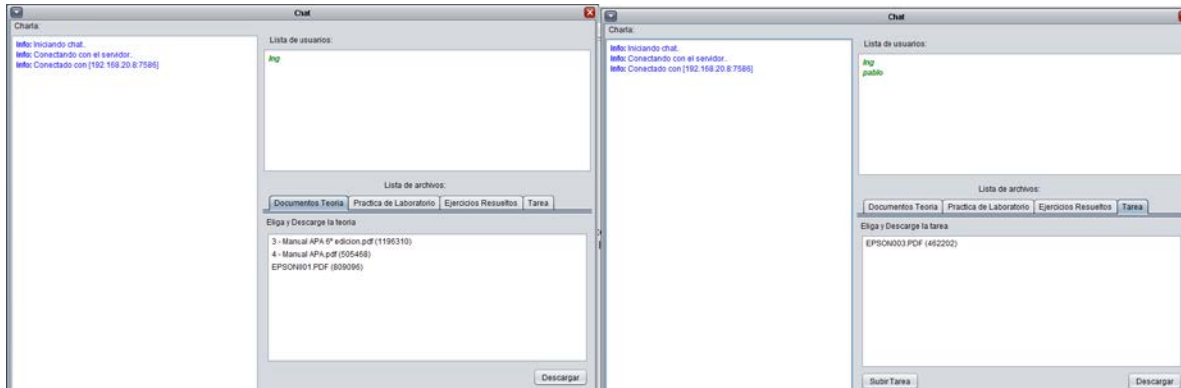 Chat
Charla:
Info: Iniciando chat.
Info: Conectando con el servidor.
Info: Conectado con [192.168.20.8:7586]
Lista de usuarios:
Ing
Lista de archivos:
Documentos Teoria Practica de Laboratorio Ejercicios Resueltos Tarea
Eliga y Descarge la teoria
3 - Manual APA 6ª edicion.pdf (1196310)
4 - Manual APA.pdf (505468)
EPSON001.PDF (809096)
Descargar
Chat
Charla:
Info: Iniciando chat.
Info: Conectando con el servidor.
Info: Conectado con [192.168.20.8:7586]
Lista de usuarios:
Ing
pablo
Lista de archivos:
Documentos Teoria Practica de Laboratorio Ejercicios Resueltos Tarea
Eliga y Descarge la tarea
EPSON003.PDF (462202)
Subir Tarea Descargar